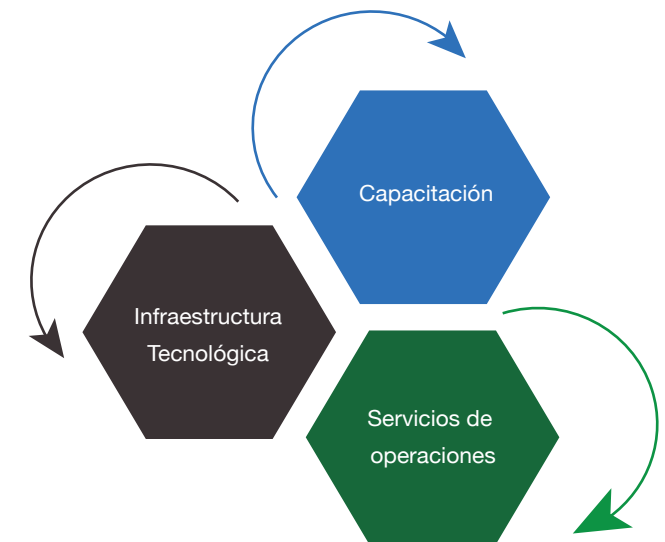 Capacitación
Infraestructura
Tecnológica
Servicios de
operaciones